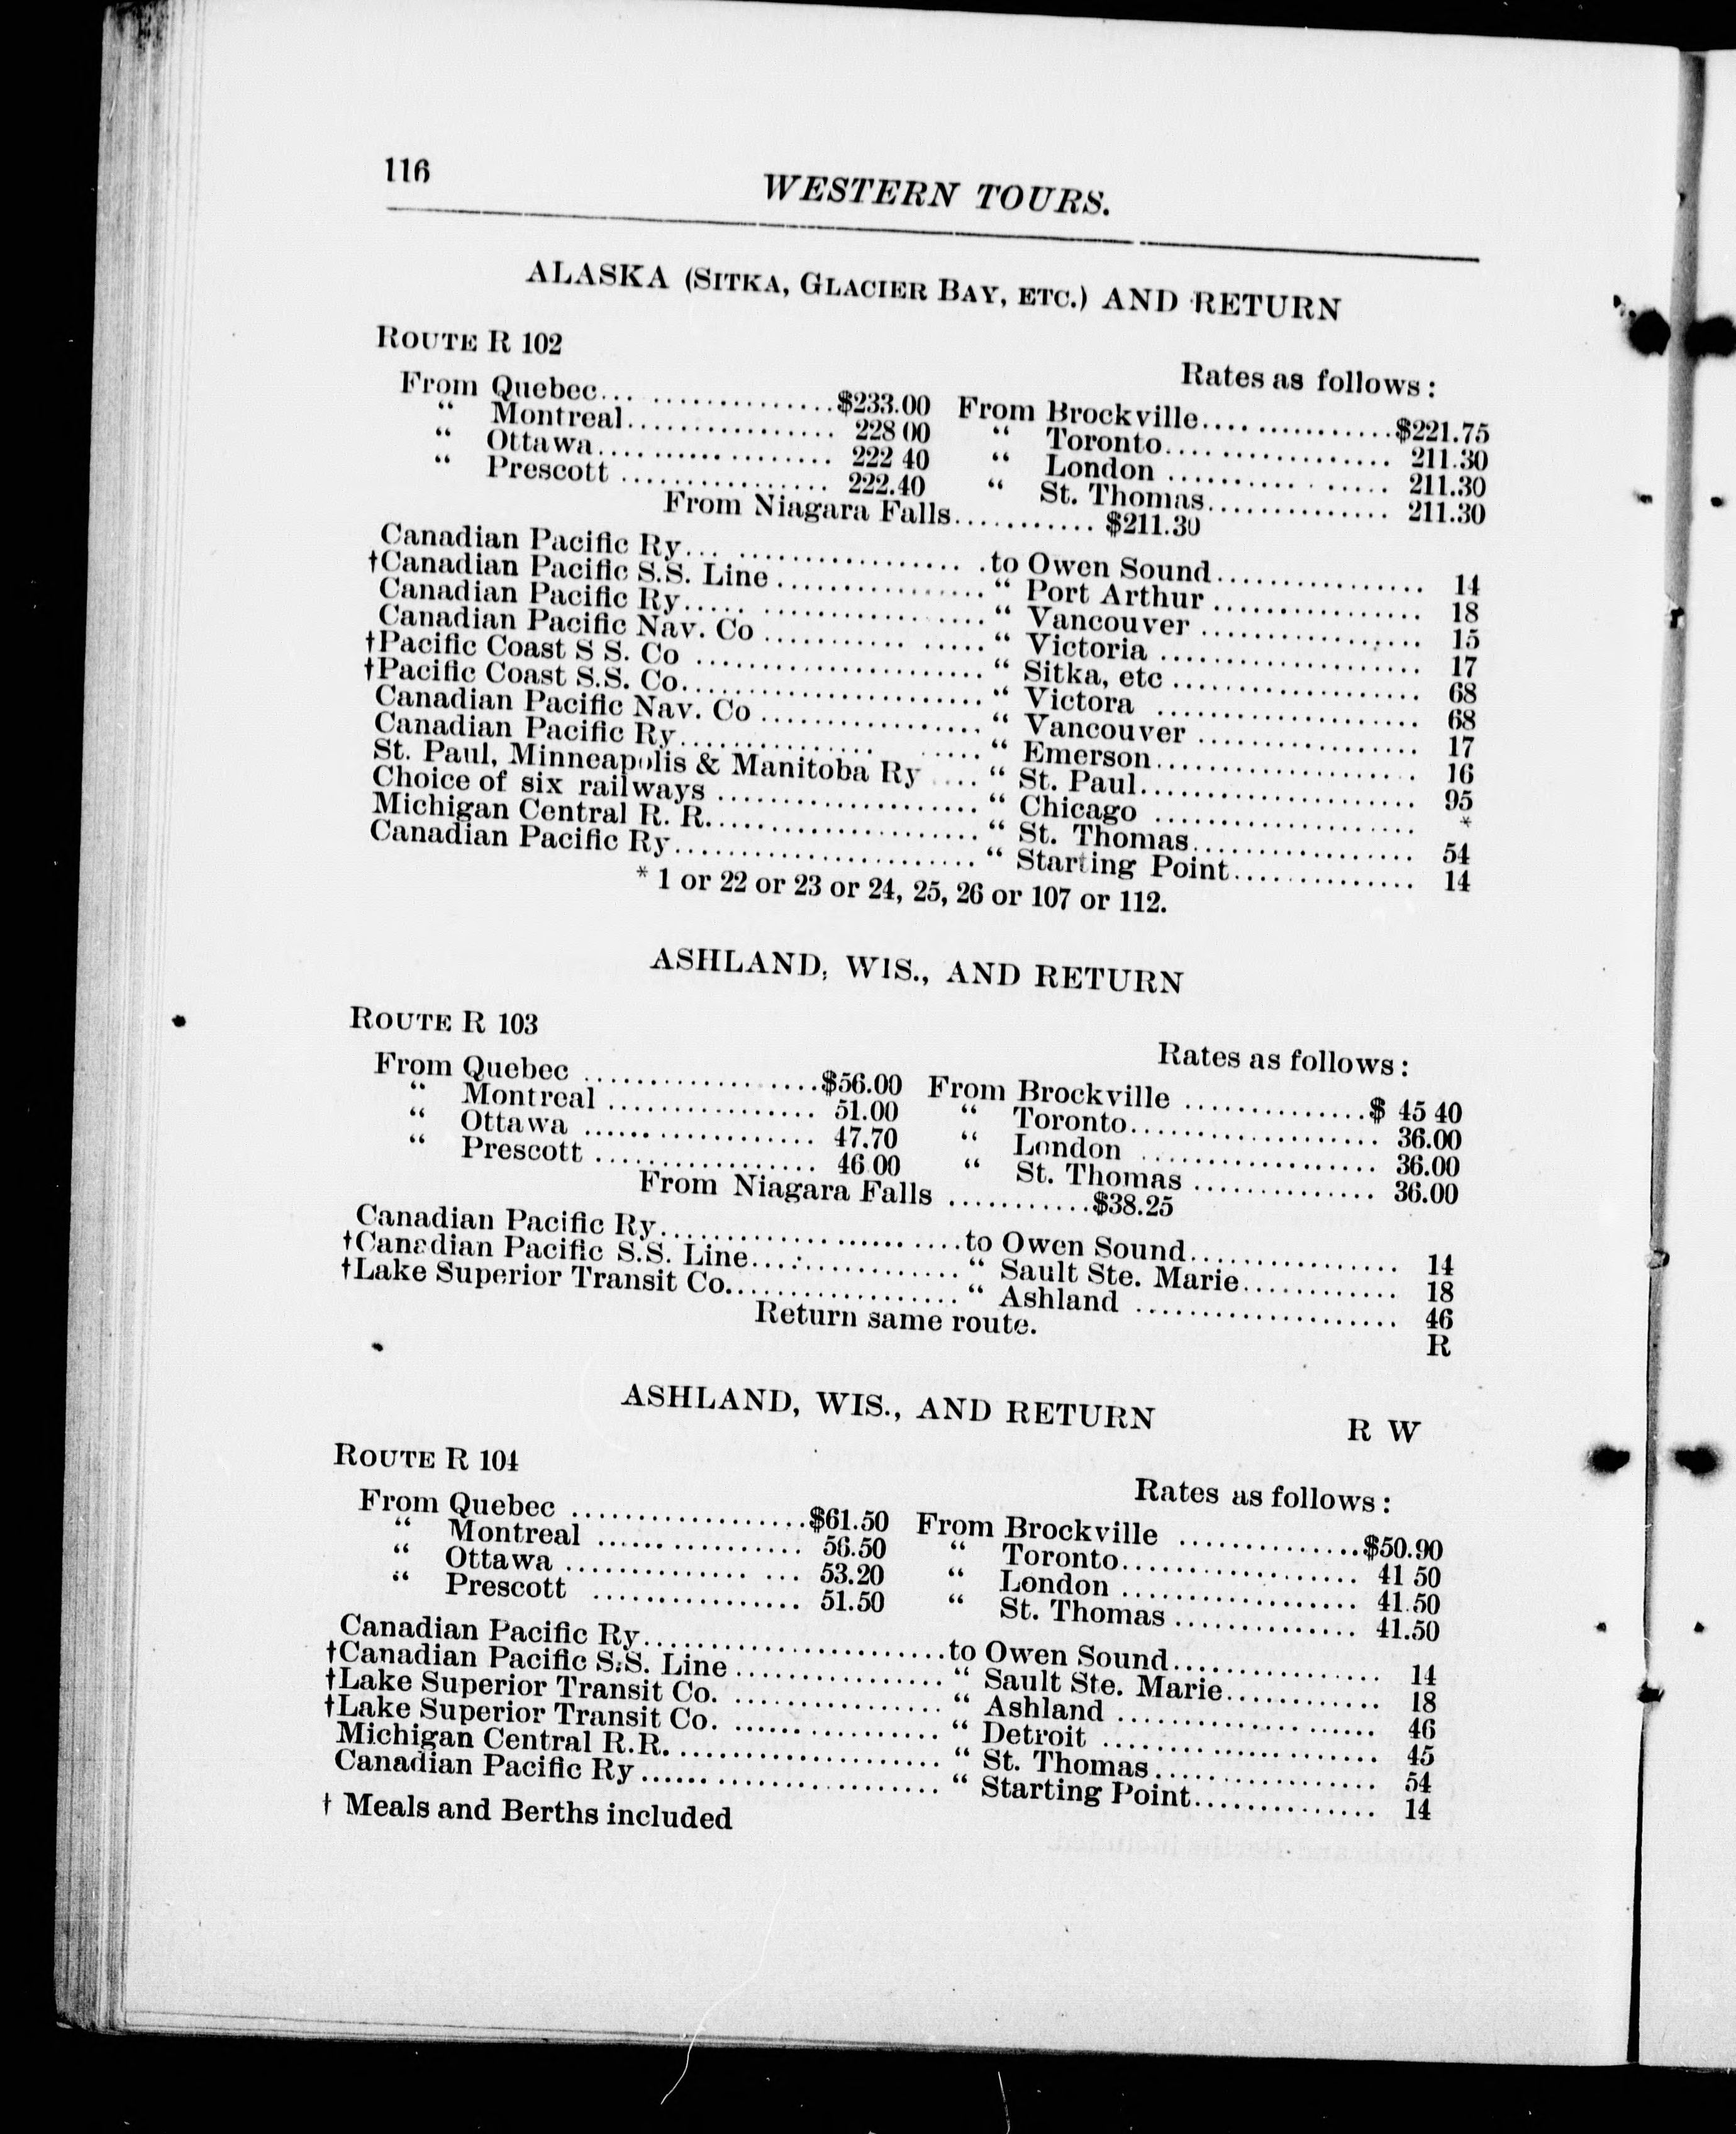 116
WESTERN TOURS.
ALASKA (SITKA, GLACIER BAY, ETC.) AND RETURN
ROUTE R 102
Rates as follows:
From Quebec................$233.00 From Brockville...............$221.75
“ Montreal................ 228 00 “ Toronto................. 211.30
“ Ottawa.................. 222 40 “ London ................. 211.30
“ Prescott ................ 222.40 “ St. Thomas.............. 211.30
From Niagara Falls...........$211.30
Canadian Pacific Ry.....................to Owen Sound................ 14
†Canadian Pacific S.S. Line................“ Port Arthur ................ 18
Canadian Pacific Ry.....................“ Vancouver ................. 15
Canadian Pacific Nav. Co ................“ Victoria .................... 17
†Pacific Coast S S. Co ......................“ Sitka, etc ................... 68
†Pacific Coast S.S. Co.......................“ Victora .................... 68
Canadian Pacific Nav. Co .................“ Vancouver ................. 17
Canadian Pacific Ry.....................“ Emerson.................... 16
St. Paul, Minneapolis & Manitoba Ry ....“ St. Paul..................... 95
Choice of six railways ....................“ Chicago .................... *
Michigan Central R. R.....................“ St. Thomas................. 54
Canadian Pacific Ry.......................“ Starting Point.............. 14
* 1 or 22 or 23 or 24, 25, 26 or 107 or 112.
ASHLAND, WIS., AND RETURN
ROUTE R 103
Rates as follows:
From Quebec ..................$56.00 From Brockville ..............$ 45 40
“ Montreal ................ 51.00 “ Toronto................... 36.00
“ Ottawa .................. 47.70 “ London .................. 36.00
“ Prescott ................. 46.00 “ St. Thomas .............. 36.00
From Niagara Falls ...........$38.25
Canadian Pacific Ry.......................to Owen Sound................ 14
†Canadian Pacific S.S. Line................“ Sault Ste. Marie............ 18
†Lake Superior Transit Co..................“ Ashland .................... 46
Return same route. R
ASHLAND, WIS., AND RETURN R W
ROUTE R 104
Rates as follows:
From Quebec ..................$61.50 From Brockville ..............$50.90
“ Montreal ................ 56.50 “ Toronto.................. 41 50
“ Ottawa .................. 53.20 “ London .................. 41.50
“ Prescott ................ 51.50 “ St. Thomas .............. 41.50
Canadian Pacific Ry.......................to Owen Sound................ 14
†Canadian Pacific S.S. Line................“ Sault Ste. Marie............ 18
†Lake Superior Transit Co. ................“ Ashland .................... 46
†Lake Superior Transit Co. ................“ Detroit ..................... 45
Michigan Central R.R. ....................“ St. Thomas................. 54
Canadian Pacific Ry.......................“ Starting Point.............. 14
† Meals and Berths included